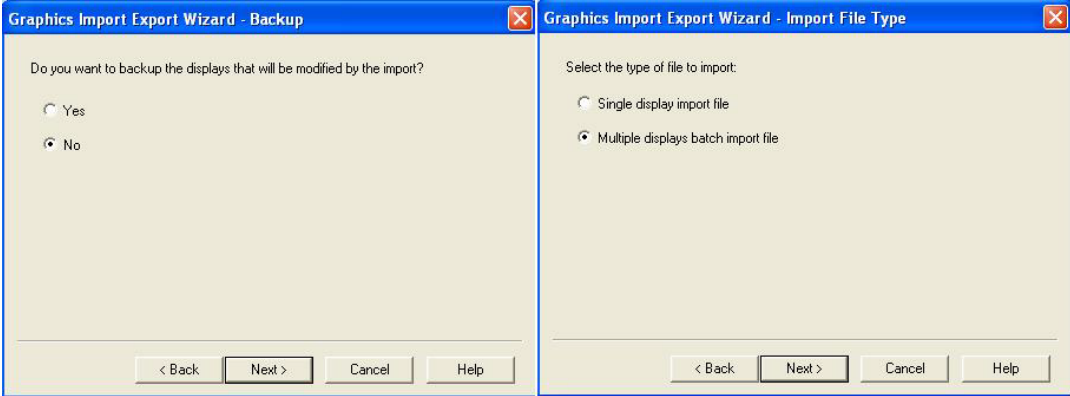 Graphics Import Export Wizard - Backup
Do you want to backup the displays that will be modified by the import?
Yes
No
< Back Next > Cancel Help
Graphics Import Export Wizard - Import File Type
Select the type of file to import:
Single display import file
Multiple displays batch import file
< Back Next > Cancel Help